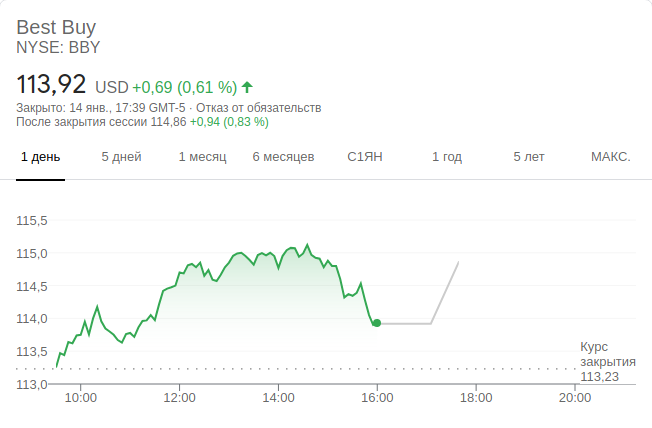 Best Buy
NYSE: BBY
113,92 USD +0,69 (0,61 %)
Закрыто: 14 янв., 17:39 GMT-5 · Отказ от обязательств
После закрытия сессии 114,86 +0,94 (0,83 %)
1 день 5 дней 1 месяц 6 месяцев С1ЯН 1 год 5 лет МАКС.
115,5
115,0
114,5
114,0
113,5
113,0
Курс
закрытия
113,23
10:00 12:00 14:00 16:00 18:00 20:00